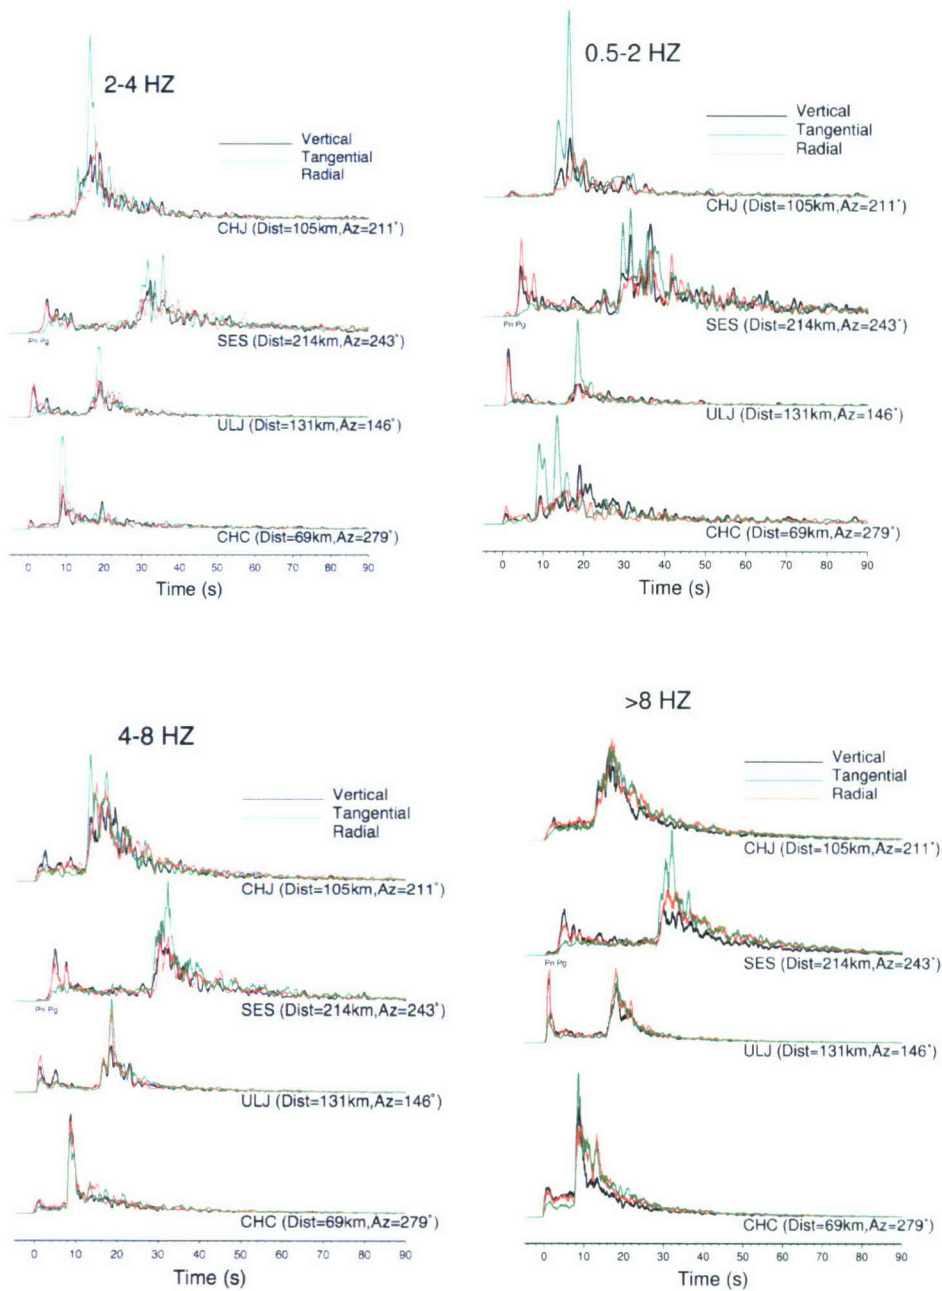 2-4 HZ
Vertical
Tangential
Radial
CHJ (Dist=105km,Az=211°)
SES (Dist=214km,Az=243°)
Pn Pg
ULJ (Dist=131km,Az=146°)
CHC (Dist=69km,Az=279°)
0 10 20 30 40 50 60 70 80 90
Time (s)
0.5-2 HZ
Vertical
Tangential
Radial
CHJ (Dist=105km,Az=211°)
SES (Dist=214km,Az=243°)
Pn Pg
ULJ (Dist=131km,Az=146°)
CHC (Dist=69km,Az=279°)
0 10 20 30 40 50 60 70 80 90
Time (s)
4-8 HZ
Vertical
Tangential
Radial
CHJ (Dist=105km,Az=211°)
SES (Dist=214km,Az=243°)
Pn Pg
ULJ (Dist=131km,Az=146°)
CHC (Dist=69km,Az=279°)
0 10 20 30 40 50 60 70 80 90
Time (s)
>8 HZ
Vertical
Tangential
Radial
CHJ (Dist=105km,Az=211°)
SES (Dist=214km,Az=243°)
Pn Pg
ULJ (Dist=131km,Az=146°)
CHC (Dist=69km,Az=279°)
0 10 20 30 40 50 60 70 80 90
Time (s)